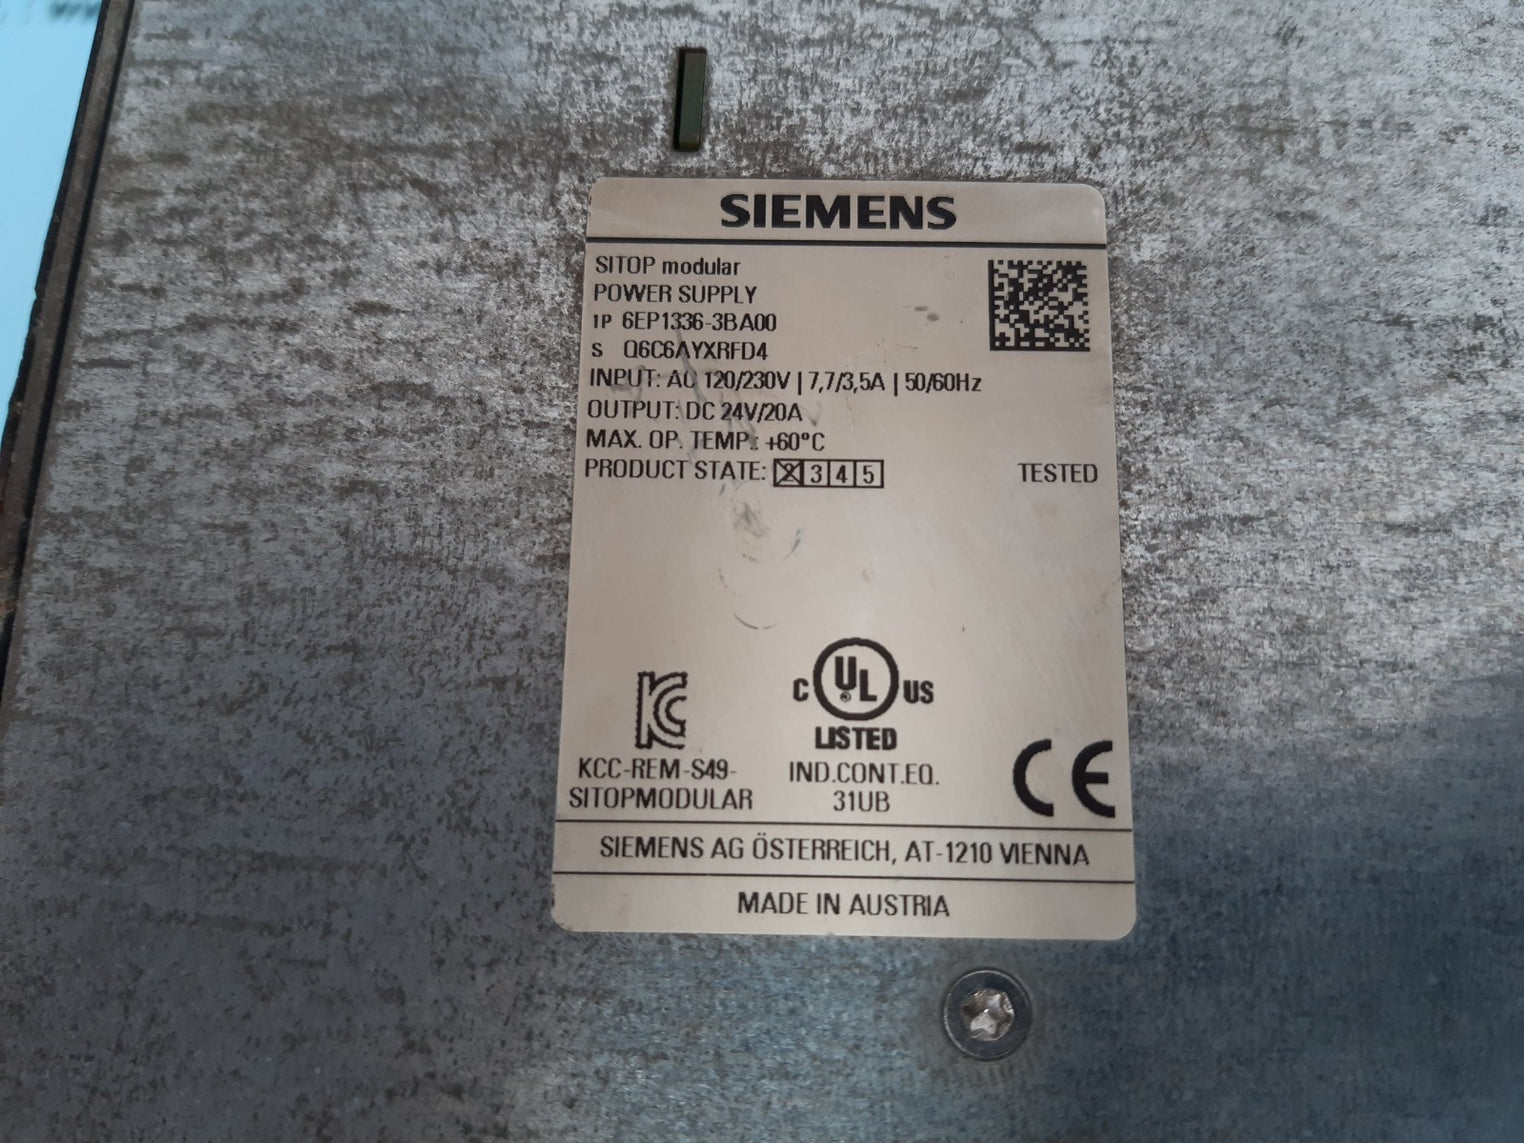 SIEMENS
SITOP modular
POWER SUPPLY
1P 6EP1336-3BA00
S Q6C6AYXRFD4
INPUT: AC 120/230V | 7,7/3,5A | 50/60Hz
OUTPUT: DC 24V/20A
MAX. OP. TEMP.: +60°C
PRODUCT STATE: 2 3 4 5 TESTED
C UL US
LISTED
KCC-REM-S49- IND.CONT.EQ.
SITOPMODULAR 31UB
CE
SIEMENS AG ÖSTERREICH, AT-1210 VIENNA
MADE IN AUSTRIA